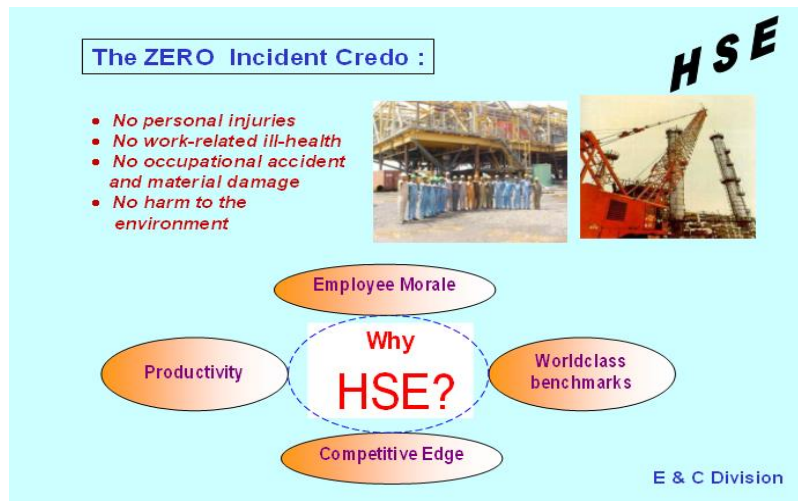 The ZERO Incident Credo :
HSE
• No personal injuries
• No work-related ill-health
• No occupational accident
and material damage
• No harm to the
environment
Employee Morale
Why
HSE?
Productivity
Worldclass
benchmarks
Competitive Edge
E & C Division